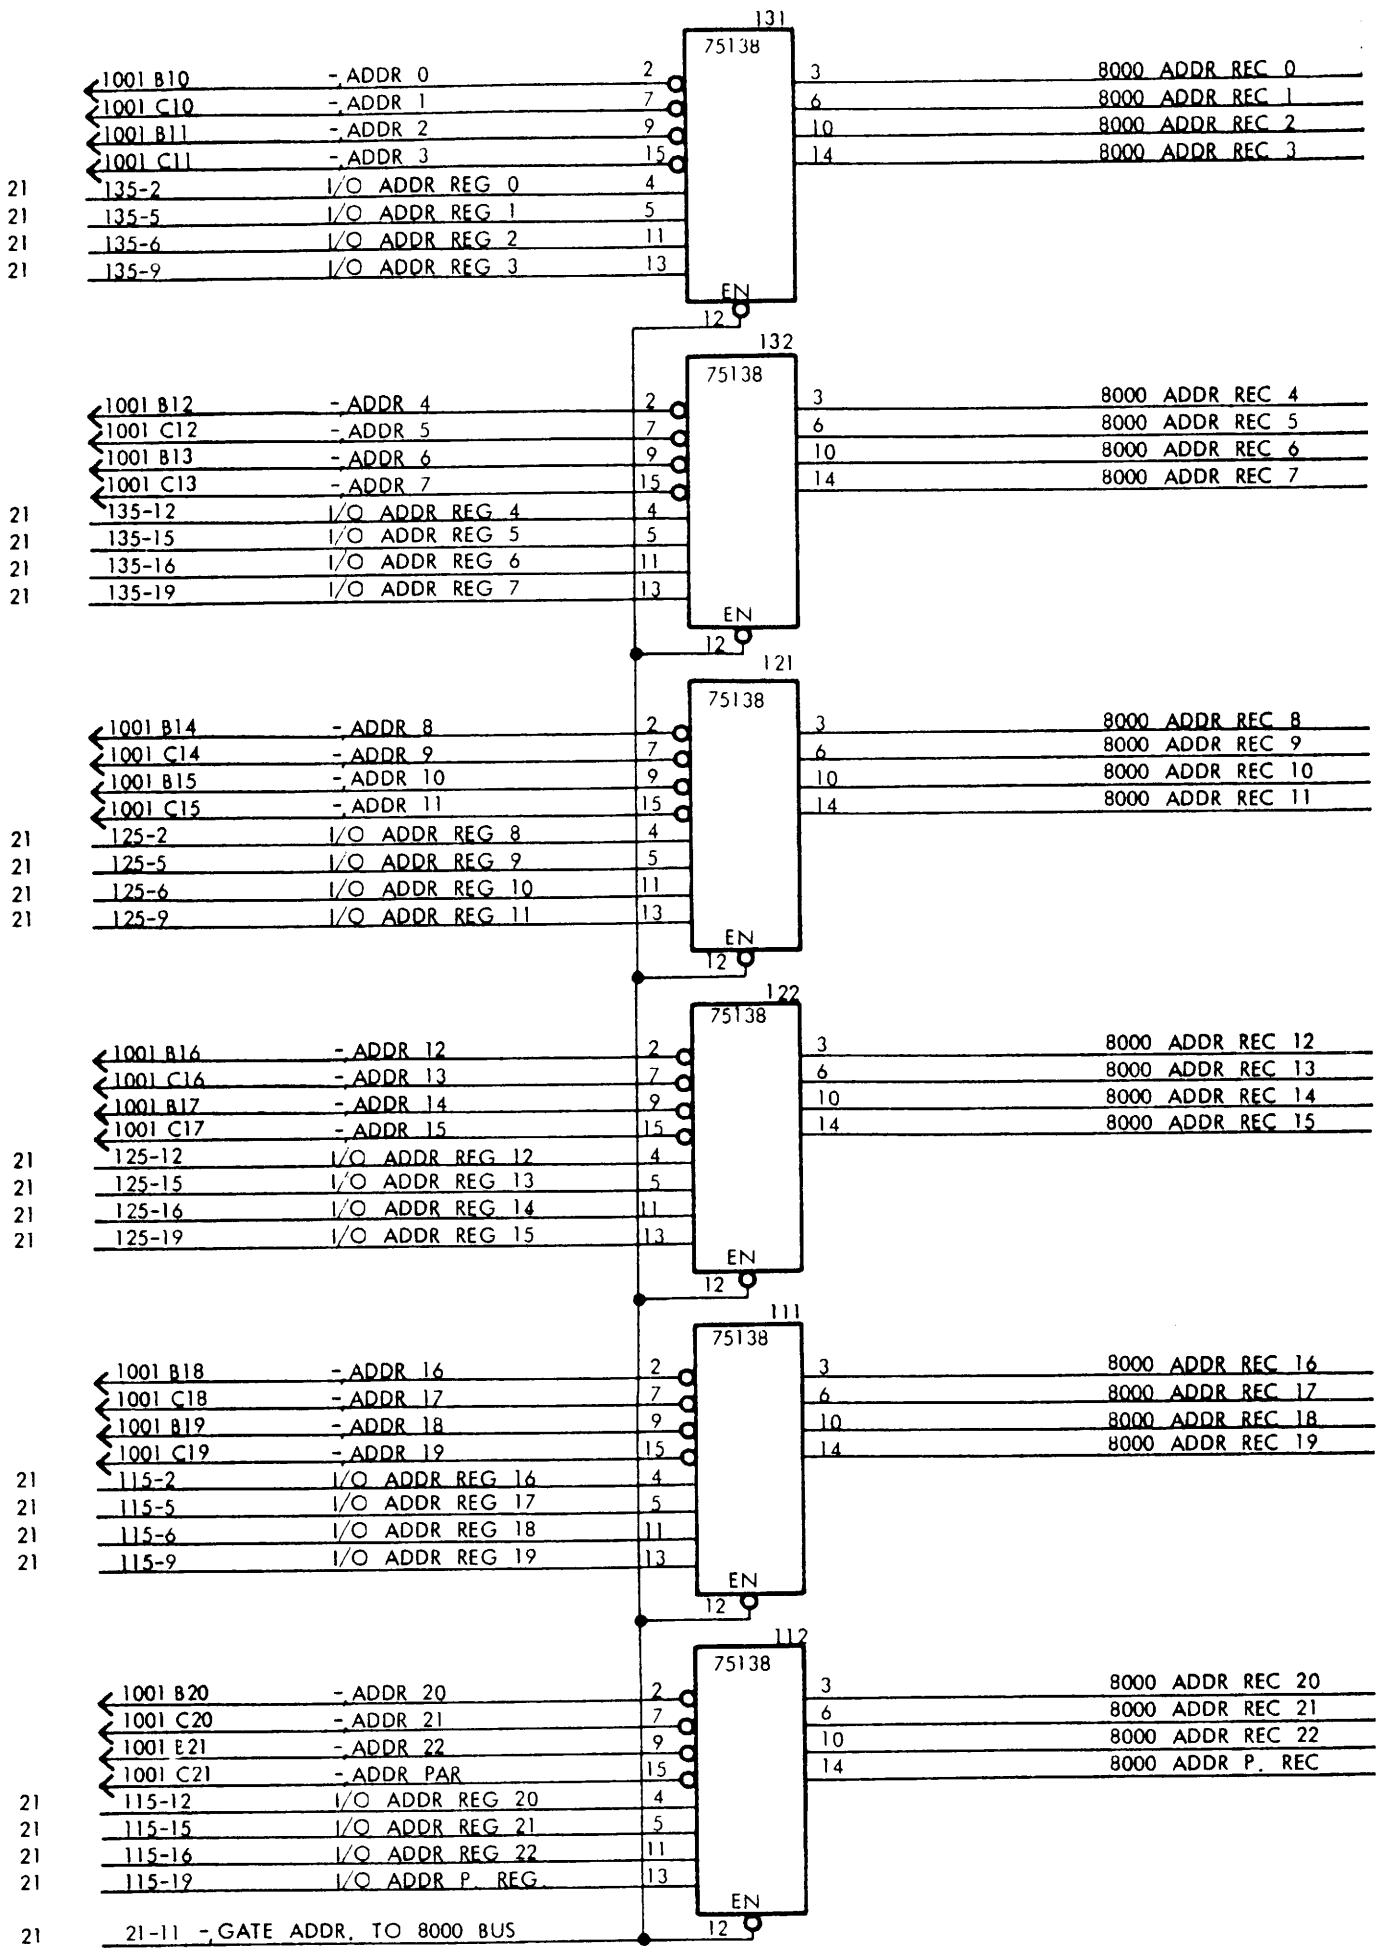 131
75138
1001 B10 -, ADDR 0 2 3 8000 ADDR REC 0
1001 C10 -, ADDR 1 7 6 8000 ADDR REC 1
1001 B11 -, ADDR 2 9 10 8000 ADDR REC 2
1001 C11 -, ADDR 3 15 14 8000 ADDR REC 3
21 135-2 I/O ADDR REG 0 4
21 135-5 I/O ADDR REG 1 5
21 135-6 I/O ADDR REG 2 11
21 135-9 I/O ADDR REG 3 13
EN
12
132
75138
1001 B12 -, ADDR 4 2 3 8000 ADDR REC 4
1001 C12 -, ADDR 5 7 6 8000 ADDR REC 5
1001 B13 -, ADDR 6 9 10 8000 ADDR REC 6
1001 C13 -, ADDR 7 15 14 8000 ADDR REC 7
21 135-12 I/O ADDR REG 4 4
21 135-15 I/O ADDR REG 5 5
21 135-16 I/O ADDR REG 6 11
21 135-19 I/O ADDR REG 7 13
EN
12
121
75138
1001 B14 -, ADDR 8 2 3 8000 ADDR REC 8
1001 C14 -, ADDR 9 7 6 8000 ADDR REC 9
1001 B15 -, ADDR 10 9 10 8000 ADDR REC 10
1001 C15 -, ADDR 11 15 14 8000 ADDR REC 11
21 125-2 I/O ADDR REG 8 4
21 125-5 I/O ADDR REG 9 5
21 125-6 I/O ADDR REG 10 11
21 125-9 I/O ADDR REG 11 13
EN
12
122
75138
1001 B16 -, ADDR 12 2 3 8000 ADDR REC 12
1001 C16 -, ADDR 13 7 6 8000 ADDR REC 13
1001 B17 -, ADDR 14 9 10 8000 ADDR REC 14
1001 C17 -, ADDR 15 15 14 8000 ADDR REC 15
21 125-12 I/O ADDR REG 12 4
21 125-15 I/O ADDR REG 13 5
21 125-16 I/O ADDR REG 14 11
21 125-19 I/O ADDR REG 15 13
EN
12
111
75138
1001 B18 -, ADDR 16 2 3 8000 ADDR REC 16
1001 C18 -, ADDR 17 7 6 8000 ADDR REC 17
1001 B19 -, ADDR 18 9 10 8000 ADDR REC 18
1001 C19 -, ADDR 19 15 14 8000 ADDR REC 19
21 115-2 I/O ADDR REG 16 4
21 115-5 I/O ADDR REG 17 5
21 115-6 I/O ADDR REG 18 11
21 115-9 I/O ADDR REG 19 13
EN
12
112
75138
1001 B20 -, ADDR 20 2 3 8000 ADDR REC 20
1001 C20 -, ADDR 21 7 6 8000 ADDR REC 21
1001 B21 -, ADDR 22 9 10 8000 ADDR REC 22
1001 C21 -, ADDR PAR 15 14 8000 ADDR P. REC
21 115-12 I/O ADDR REG 20 4
21 115-15 I/O ADDR REG 21 5
21 115-16 I/O ADDR REG 22 11
21 115-19 I/O ADDR P. REG. 13
EN
21 21-11 -, GATE ADDR. TO 8000 BUS 12